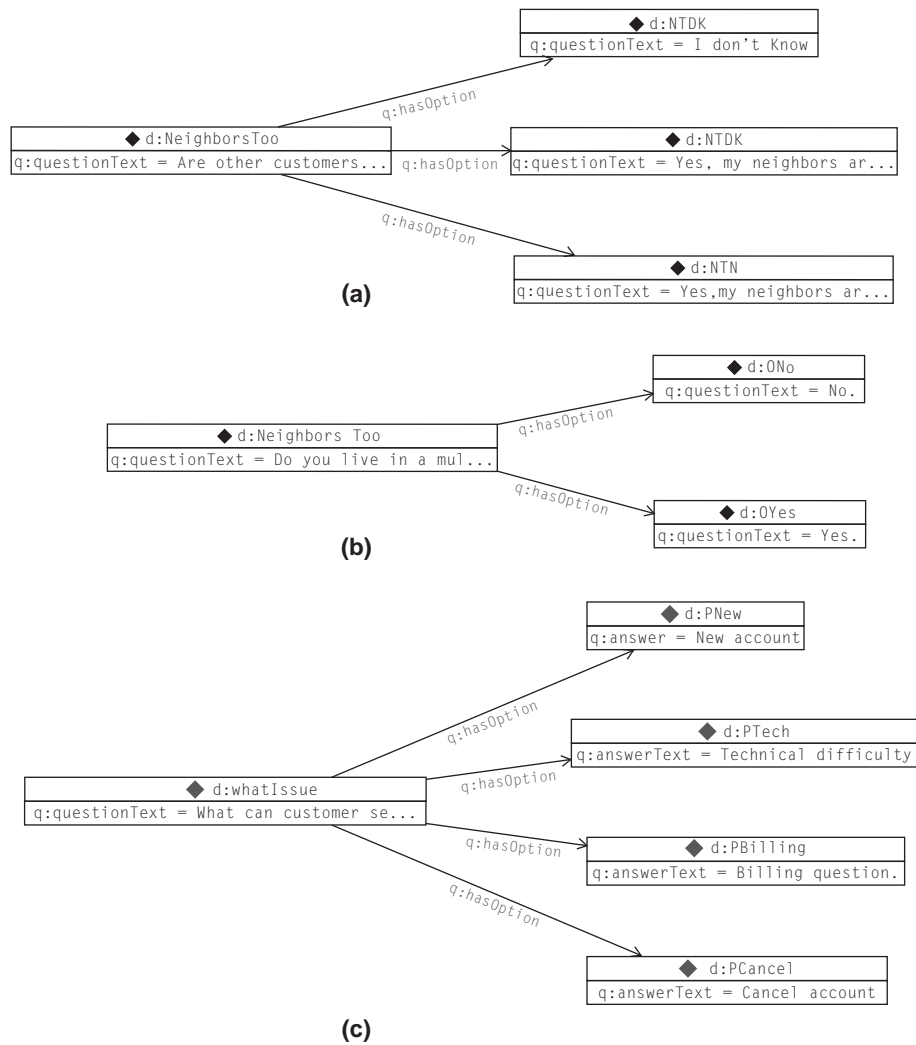 d:NTDK
q:questionText = I don't Know
q:hasOption
d:NeighborsToo
q:questionText = Are other customers...
q:hasOption
d:NTDK
q:questionText = Yes, my neighbors ar...
q:hasOption
d:NTN
q:questionText = Yes,my neighbors ar...
(a)
d:ONo
q:questionText = No.
q:hasOption
d:Neighbors Too
q:questionText = Do you live in a mul...
q:hasOption
d:OYes
q:questionText = Yes.
(b)
d:PNew
q:answer = New account
q:hasOption
d:PTech
q:answerText = Technical difficulty
q:hasOption
d:whatIssue
q:questionText = What can customer se...
q:hasOption
d:PBilling
q:answerText = Billing question.
q:hasOption
d:PCancel
q:answerText = Cancel account
(c)